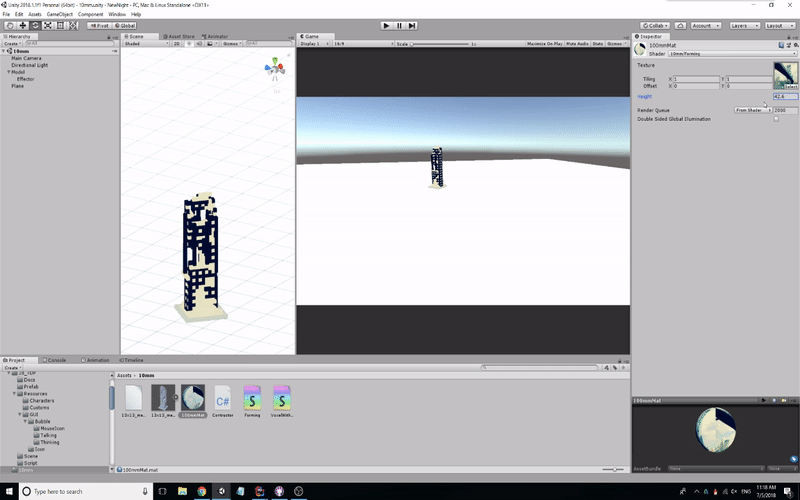 Unity 2018.1.1f1 Personal (64bit) - 10mm.unity - NewNight - PC, Mac & Linux Standalone <DX11>
File Edit Assets GameObject Component Window Help
Pivot Global Collab Account Layers Layout
Hierarchy
Create
10mm
Main Camera
Directional Light
Model
Effector
Plane
Scene Asset Store Animator
Shaded 2D Gizmos
Game
Display 1 16:9 Scale 1x Maximize On Play Mute Audio Stats Gizmos
Inspector
100mmMat
Shader 10mm/Forming
Texture
Tiling X 1 Y 1
Offset X 0 Y 0
Select
Height 42.6
Render Queue From Shader 2000
Double Sided Global Illumination
Project Console Animation Timeline
Create
Docs
Prefab
Resources
Characters
Customs
GUI
Bubble
MouseIcon
Talking
Thinking
Icon
Scene
Script
10mm
Assets 10mm
13x13_me... 13x13_me... 100mmMat Contractor Forming VoxelWith...
100mmMat.mat
100mmMat
AssetBundle None None
Type here to search
11:18 AM
7/5/2018